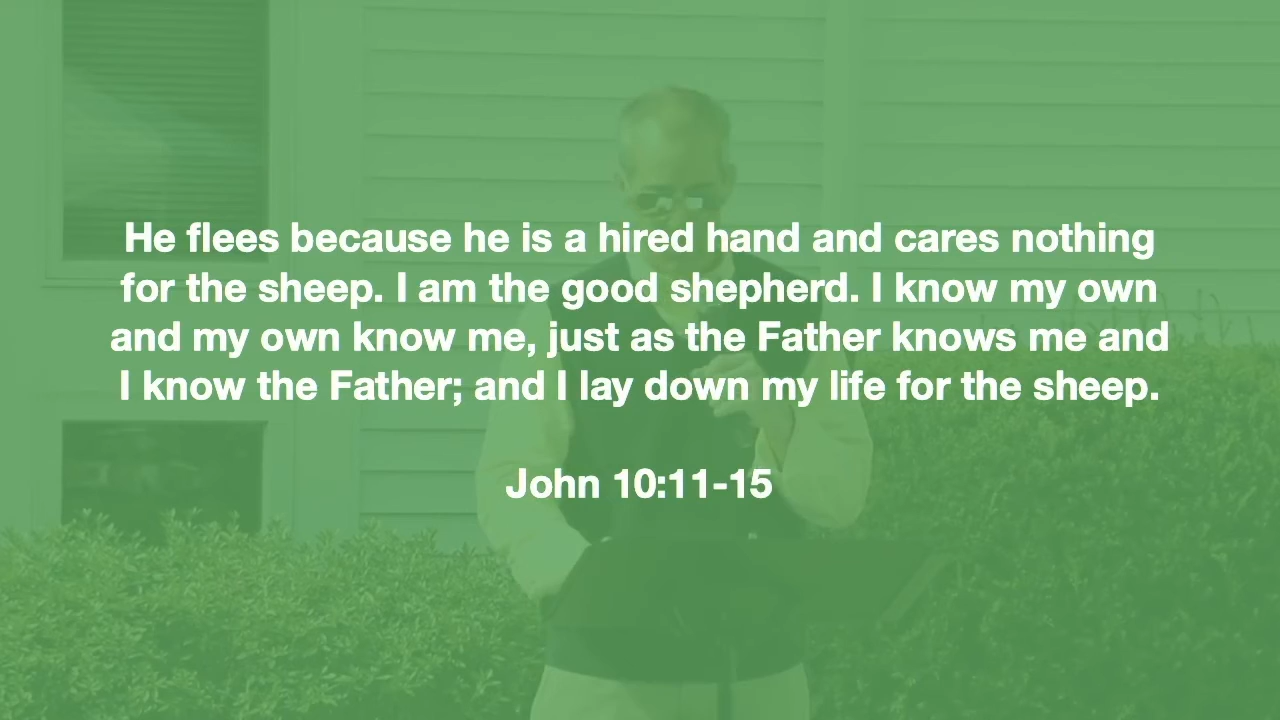 He flees because he is a hired hand and cares nothing
for the sheep. I am the good shepherd. I know my own
and my own know me, just as the Father knows me and
I know the Father; and I lay down my life for the sheep.
John 10:11-15